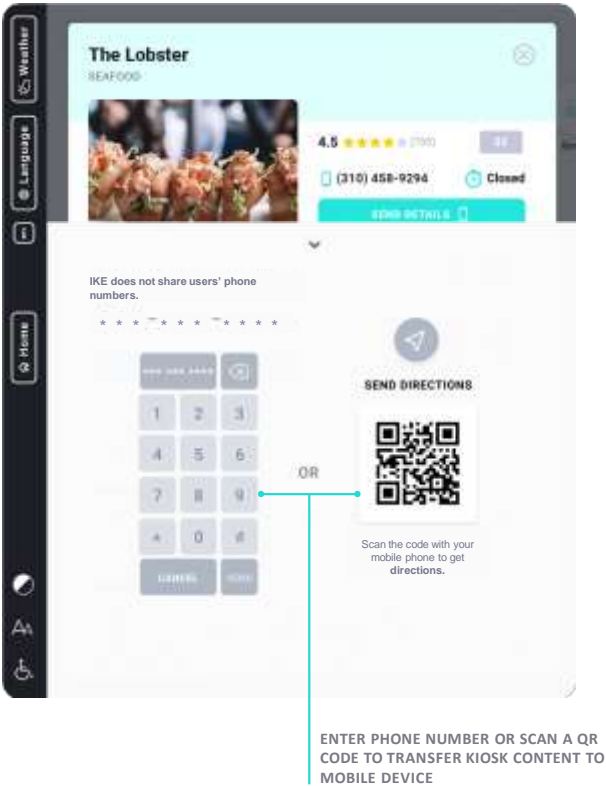 Weather
Language
Home
The Lobster
SEAFOOD
4.5
(310) 458-9294
Closed
SEND DETAILS
IKE does not share users' phone
numbers.
* * * - * * * - * * * *
1 2 3
4 5 6
7 8 9
* 0 #
CANCEL SEND
OR
SEND DIRECTIONS
Scan the code with your
mobile phone to get
directions.
ENTER PHONE NUMBER OR SCAN A QR
CODE TO TRANSFER KIOSK CONTENT TO
MOBILE DEVICE